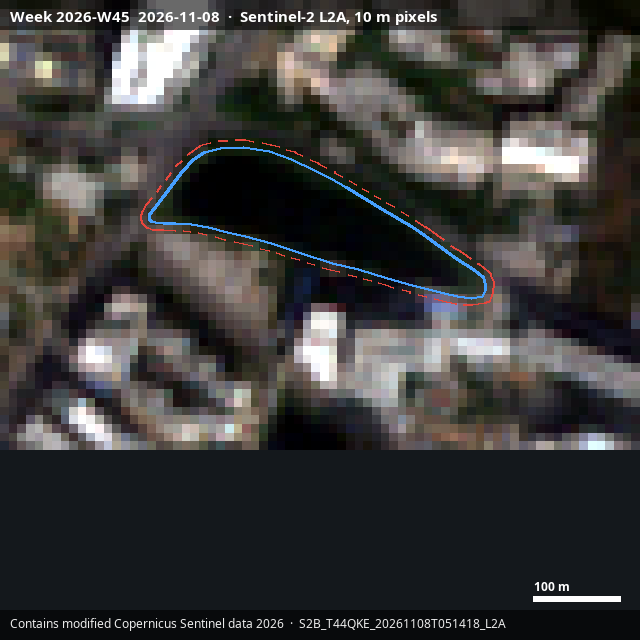 Week 2026-W45  2026-11-08  ·  Sentinel-2 L2A, 10 m pixels
100 m
Contains modified Copernicus Sentinel data 2026  ·  S2B_T44QKE_20261108T051418_L2A